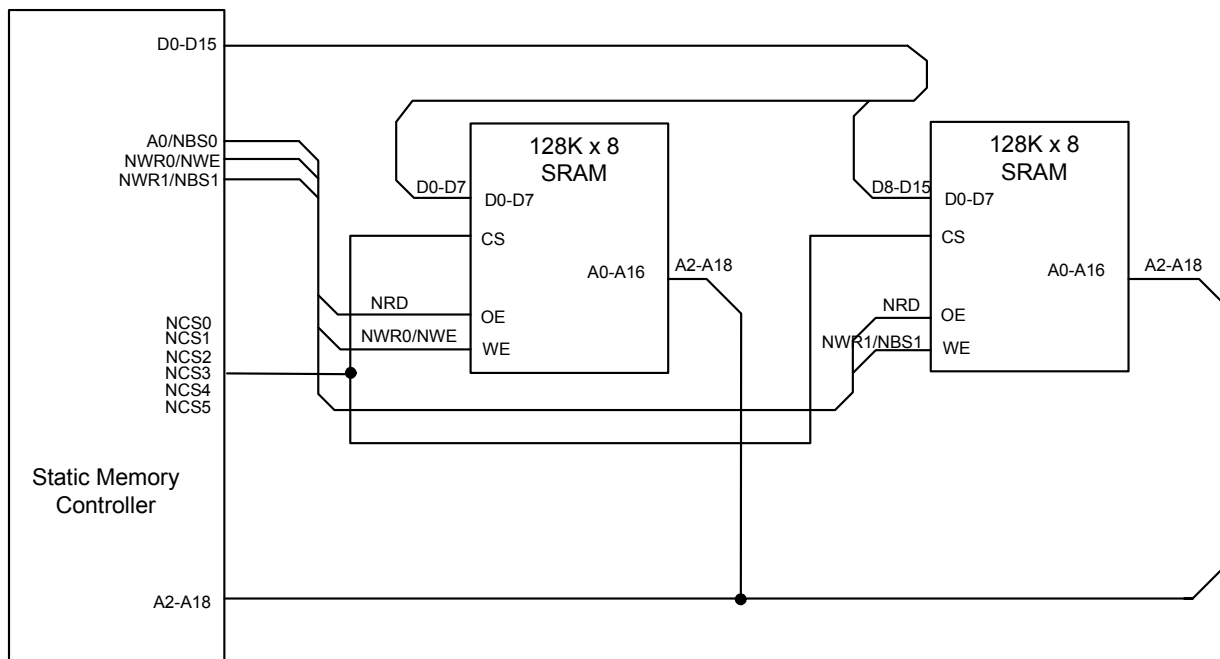 D0-D15
A0/NBS0
NWR0/NWE
NWR1/NBS1
NCS0
NCS1
NCS2
NCS3
NCS4
NCS5
Static Memory
Controller
A2-A18
128K x 8
SRAM
D0-D7
D0-D7
CS
A0-A16
A2-A18
NRD
OE
NWR0/NWE
WE
128K x 8
SRAM
D8-D15
D0-D7
CS
A0-A16
A2-A18
NRD
OE
NWR1/NBS1
WE